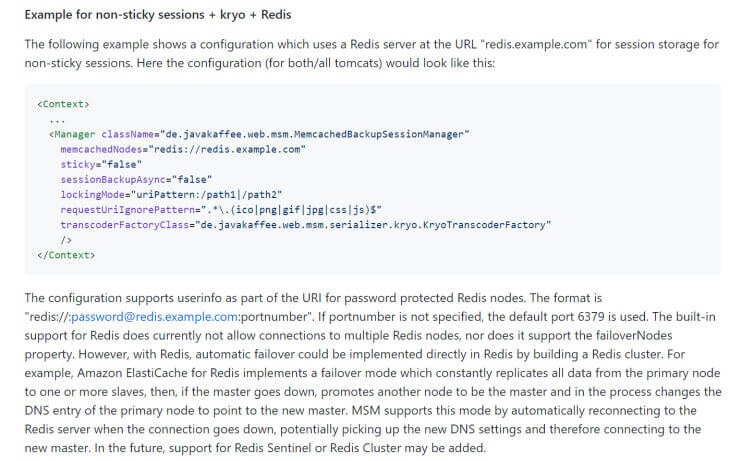 Example for non-sticky sessions + kryo + Redis
The following example shows a configuration which uses a Redis server at the URL "redis.example.com" for session storage for
non-sticky sessions. Here the configuration (for both/all tomcats) would look like this:
<Context>
...
<Manager className="de.javakaffee.web.msm.MemcachedBackupSessionManager"
memcachedNodes="redis://redis.example.com"
sticky="false"
sessionBackupAsync="false"
lockingMode="uriPattern:/path1|/path2"
requestUriIgnorePattern=".*\.(ico|png|gif|jpg|css|js)$"
transcoderFactoryClass="de.javakaffee.web.msm.serializer.kryo.KryoTranscoderFactory"
/>
</Context>
The configuration supports userinfo as part of the URI for password protected Redis nodes. The format is
"redis://:password@redis.example.com:portnumber". If portnumber is not specified, the default port 6379 is used. The built-in
support for Redis does currently not allow connections to multiple Redis nodes, nor does it support the failoverNodes
property. However, with Redis, automatic failover could be implemented directly in Redis by building a Redis cluster. For
example, Amazon ElastiCache for Redis implements a failover mode which constantly replicates all data from the primary node
to one or more slaves, then, if the master goes down, promotes another node to be the master and in the process changes the
DNS entry of the primary node to point to the new master. MSM supports this mode by automatically reconnecting to the
Redis server when the connection goes down, potentially picking up the new DNS settings and therefore connecting to the
new master. In the future, support for Redis Sentinel or Redis Cluster may be added.